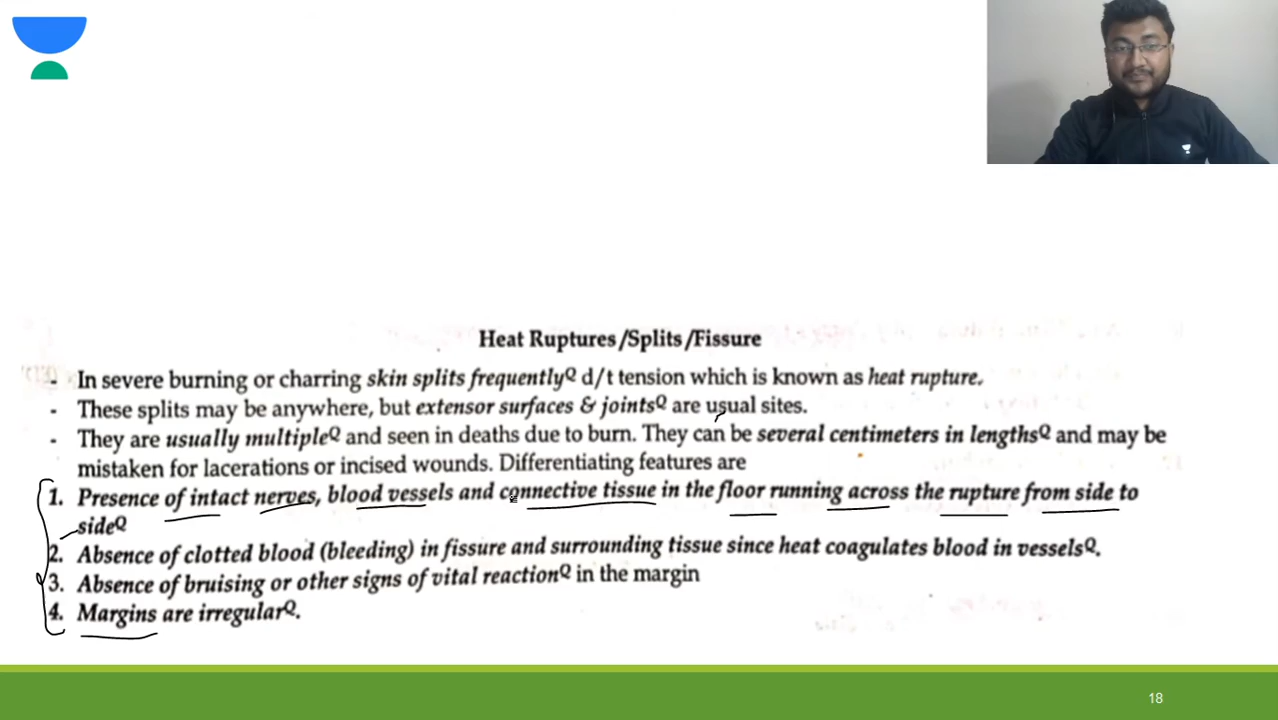 Heat Ruptures/Splits/Fissure
- In severe burning or charring skin splits frequentlyQ d/t tension which is known as heat rupture.
- These splits may be anywhere, but extensor surfaces & jointsQ are usual sites.
- They are usually multipleQ and seen in deaths due to burn. They can be several centimeters in lengthsQ and may be
mistaken for lacerations or incised wounds. Differentiating features are
1. Presence of intact nerves, blood vessels and connective tissue in the floor running across the rupture from side to
sideQ
2. Absence of clotted blood (bleeding) in fissure and surrounding tissue since heat coagulates blood in vesselsQ.
3. Absence of bruising or other signs of vital reactionQ in the margin
4. Margins are irregularQ.
18